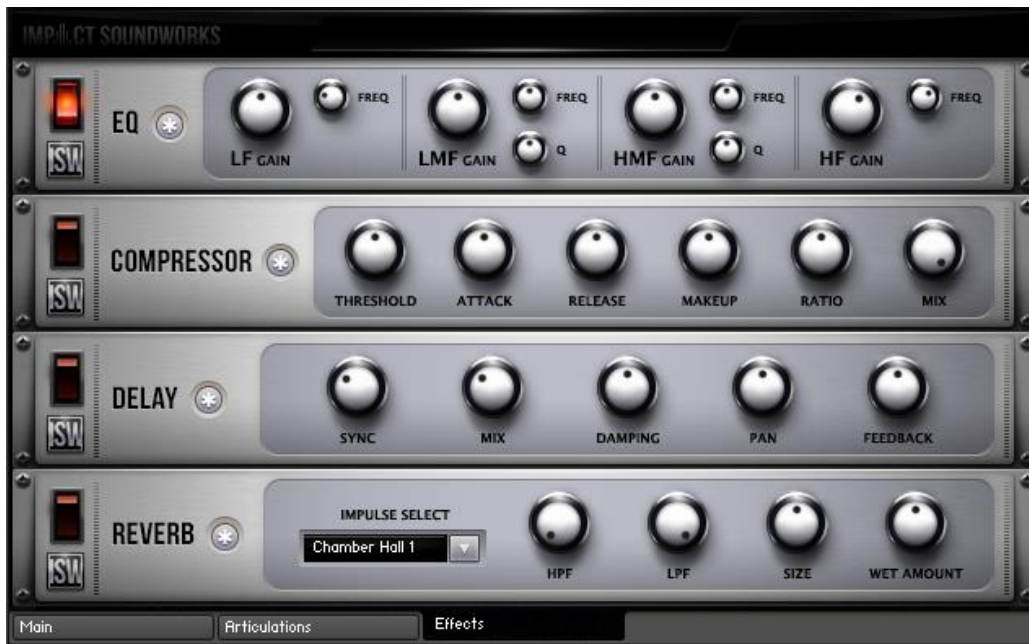 IMPACT SOUNDWORKS
EQ
ISW
LF GAIN
FREQ
LMF GAIN
FREQ
Q
HMF GAIN
FREQ
Q
HF GAIN
FREQ
COMPRESSOR
ISW
THRESHOLD
ATTACK
RELEASE
MAKEUP
RATIO
MIX
DELAY
ISW
SYNC
MIX
DAMPING
PAN
FEEDBACK
REVERB
ISW
IMPULSE SELECT
Chamber Hall 1
HPF
LPF
SIZE
WET AMOUNT
Main
Articulations
Effects